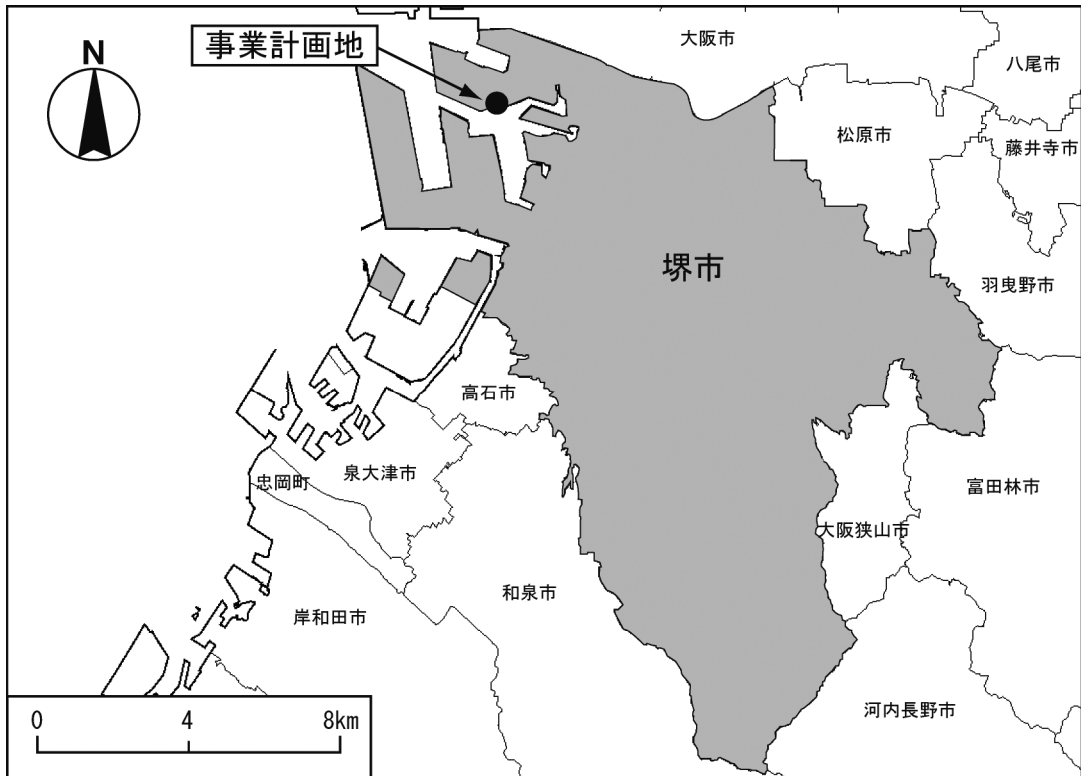 N
事業計画地
大阪市
八尾市
松原市
藤井寺市
堺市
羽曳野市
高石市
泉大津市
忠岡町
富田林市
大阪狭山市
和泉市
岸和田市
河内長野市
0 4 8km